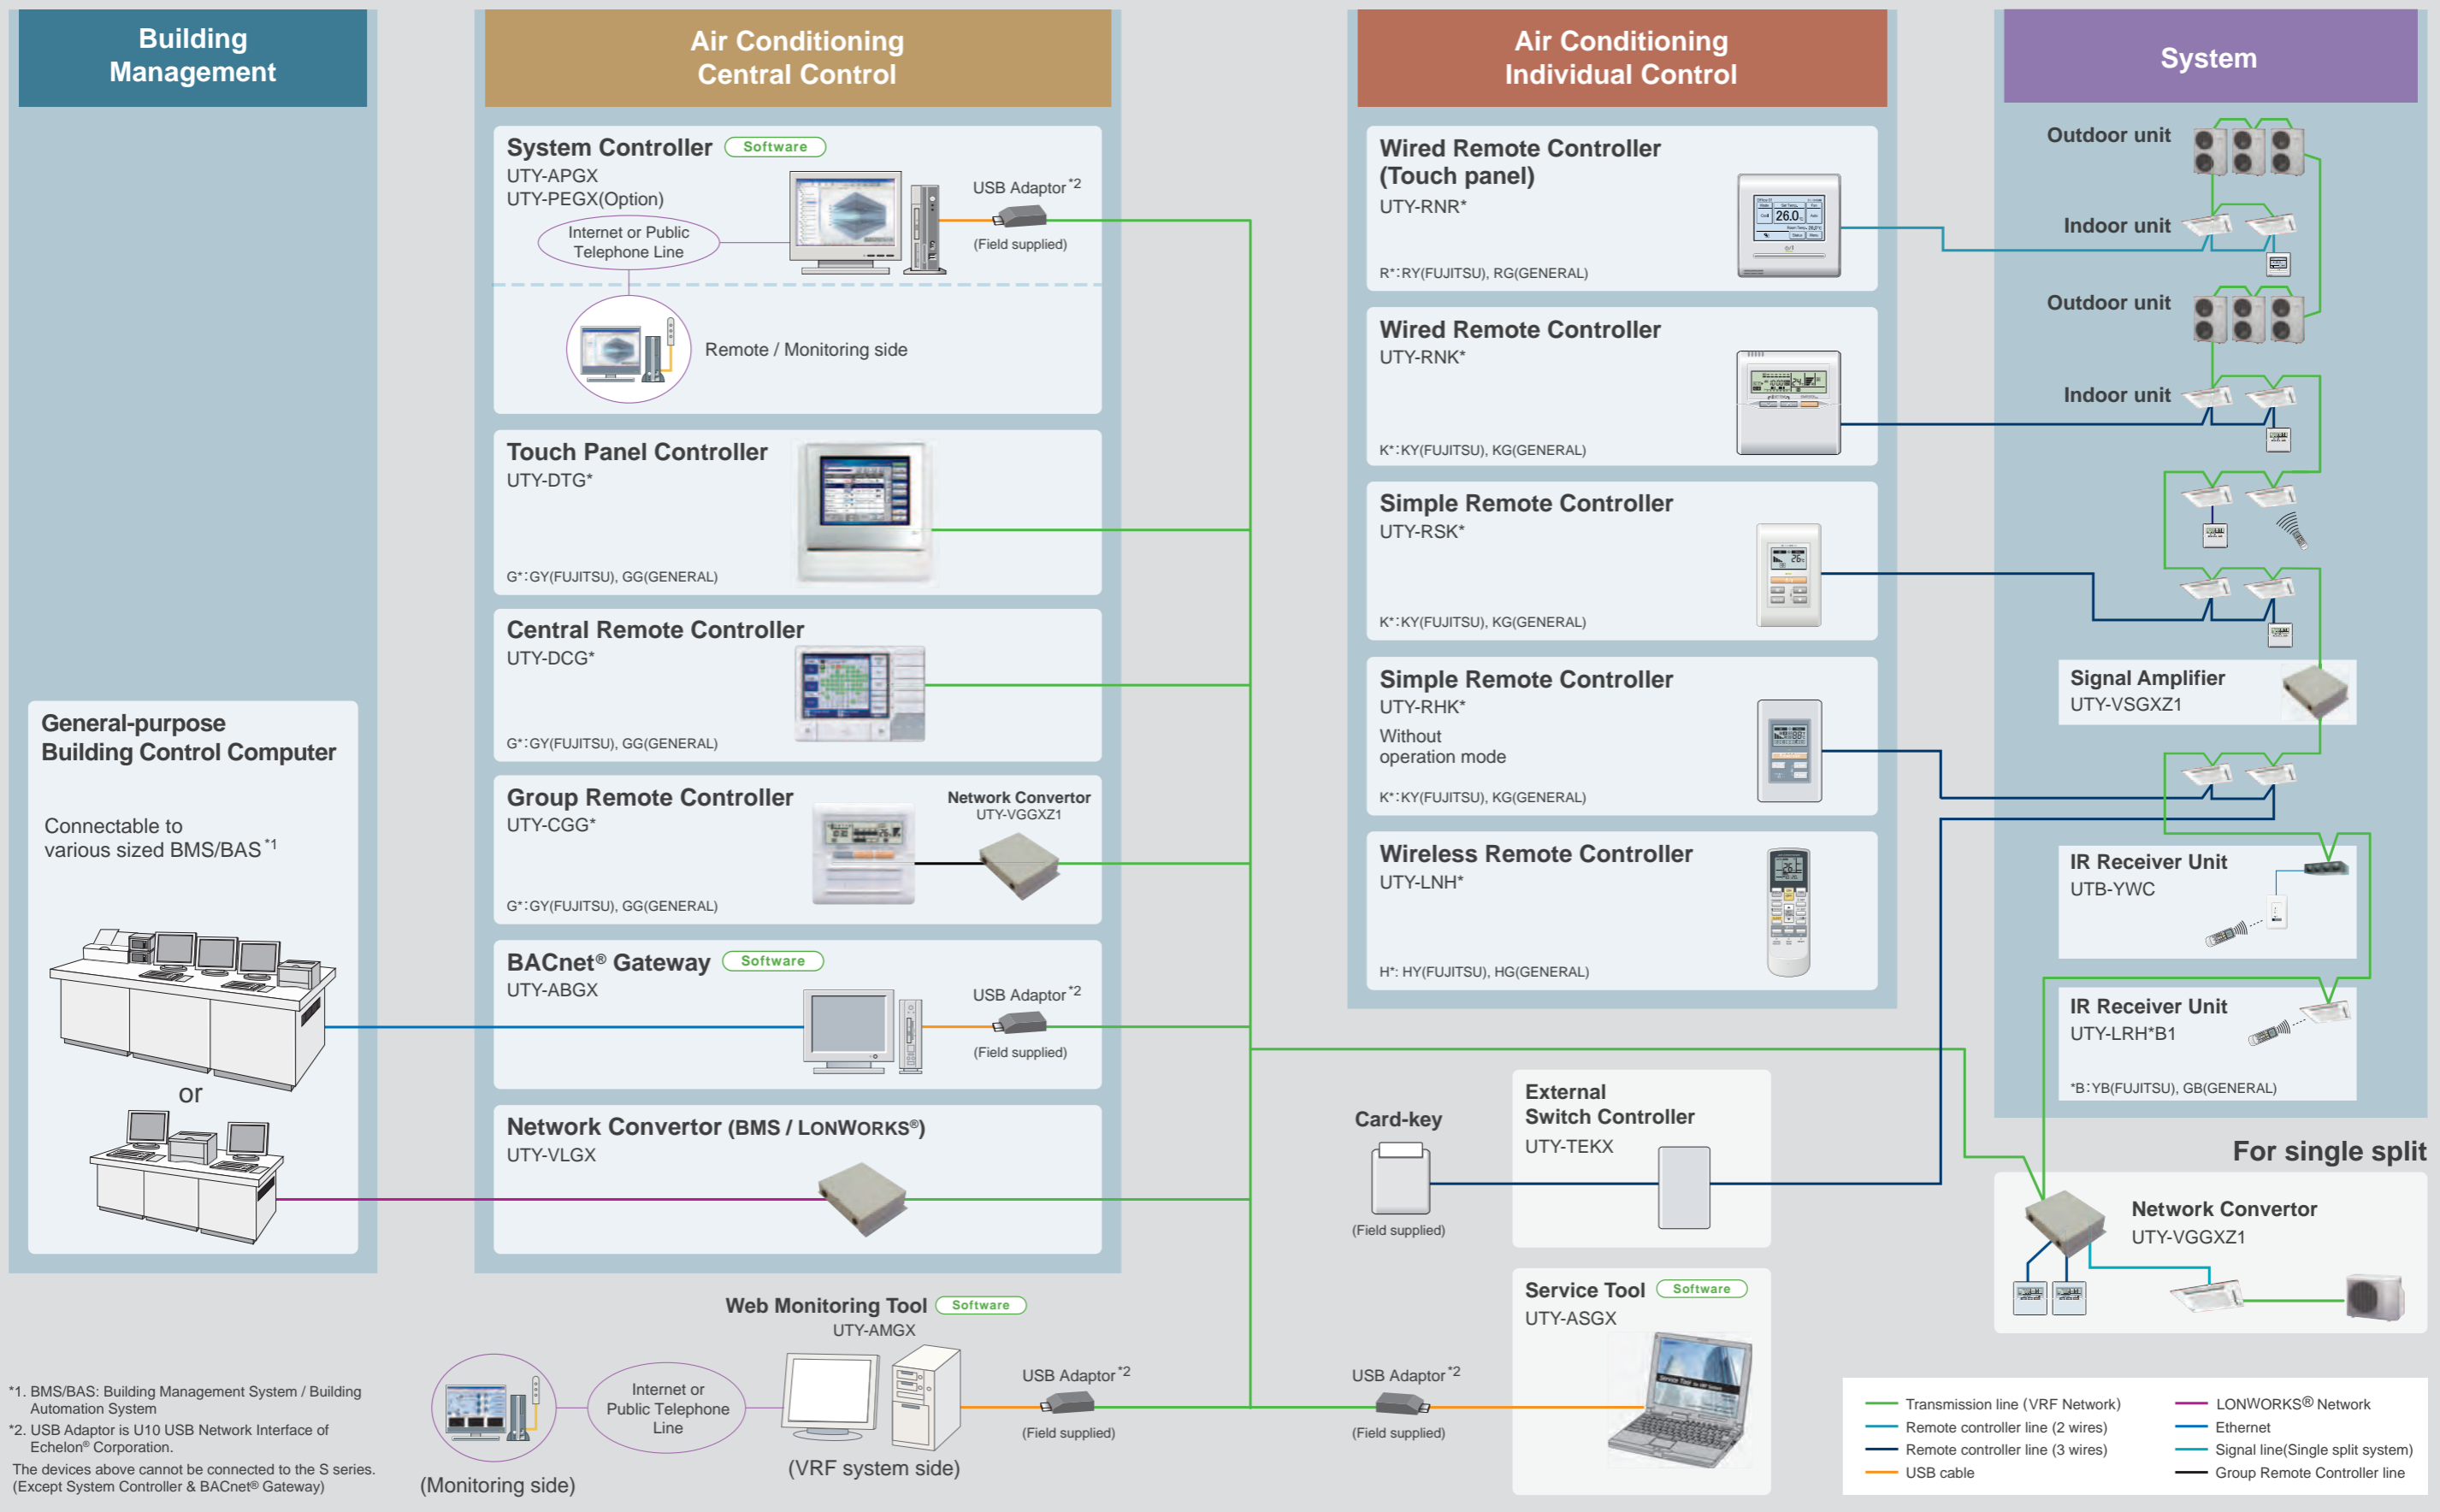 Building
Management
General-purpose
Building Control Computer
Connectable to
various sized BMS/BAS *1
or
Air Conditioning
Central Control
System Controller Software
UTY-APGX
UTY-PEGX(Option)
USB Adaptor *2
(Field supplied)
Internet or Public
Telephone Line
Remote / Monitoring side
Touch Panel Controller
UTY-DTG*
G*:GY(FUJITSU), GG(GENERAL)
Central Remote Controller
UTY-DCG*
G*:GY(FUJITSU), GG(GENERAL)
Group Remote Controller
UTY-CGG*
Network Convertor
UTY-VGGXZ1
G*:GY(FUJITSU), GG(GENERAL)
BACnet® Gateway Software
UTY-ABGX
USB Adaptor *2
(Field supplied)
Network Convertor (BMS / LONWORKS®)
UTY-VLGX
Air Conditioning
Individual Control
Wired Remote Controller
(Touch panel)
UTY-RNR*
26.0
R*:RY(FUJITSU), RG(GENERAL)
Wired Remote Controller
UTY-RNK*
K*:KY(FUJITSU), KG(GENERAL)
Simple Remote Controller
UTY-RSK*
K*:KY(FUJITSU), KG(GENERAL)
Simple Remote Controller
UTY-RHK*
Without
operation mode
K*:KY(FUJITSU), KG(GENERAL)
Wireless Remote Controller
UTY-LNH*
H*: HY(FUJITSU), HG(GENERAL)
System
Outdoor unit
Indoor unit
Outdoor unit
Indoor unit
Signal Amplifier
UTY-VSGXZ1
IR Receiver Unit
UTB-YWC
IR Receiver Unit
UTY-LRH*B1
*B:YB(FUJITSU), GB(GENERAL)
For single split
Network Convertor
UTY-VGGXZ1
Card-key
(Field supplied)
External
Switch Controller
UTY-TEKX
Service Tool Software
UTY-ASGX
Service Tool
USB Adaptor *2
(Field supplied)
Web Monitoring Tool Software
UTY-AMGX
USB Adaptor *2
(Field supplied)
Internet or
Public Telephone
Line
(Monitoring side)
(VRF system side)
*1. BMS/BAS: Building Management System / Building
Automation System
*2. USB Adaptor is U10 USB Network Interface of
Echelon® Corporation.
The devices above cannot be connected to the S series.
(Except System Controller & BACnet® Gateway)
Transmission line (VRF Network)
Remote controller line (2 wires)
Remote controller line (3 wires)
USB cable
LONWORKS® Network
Ethernet
Signal line(Single split system)
Group Remote Controller line